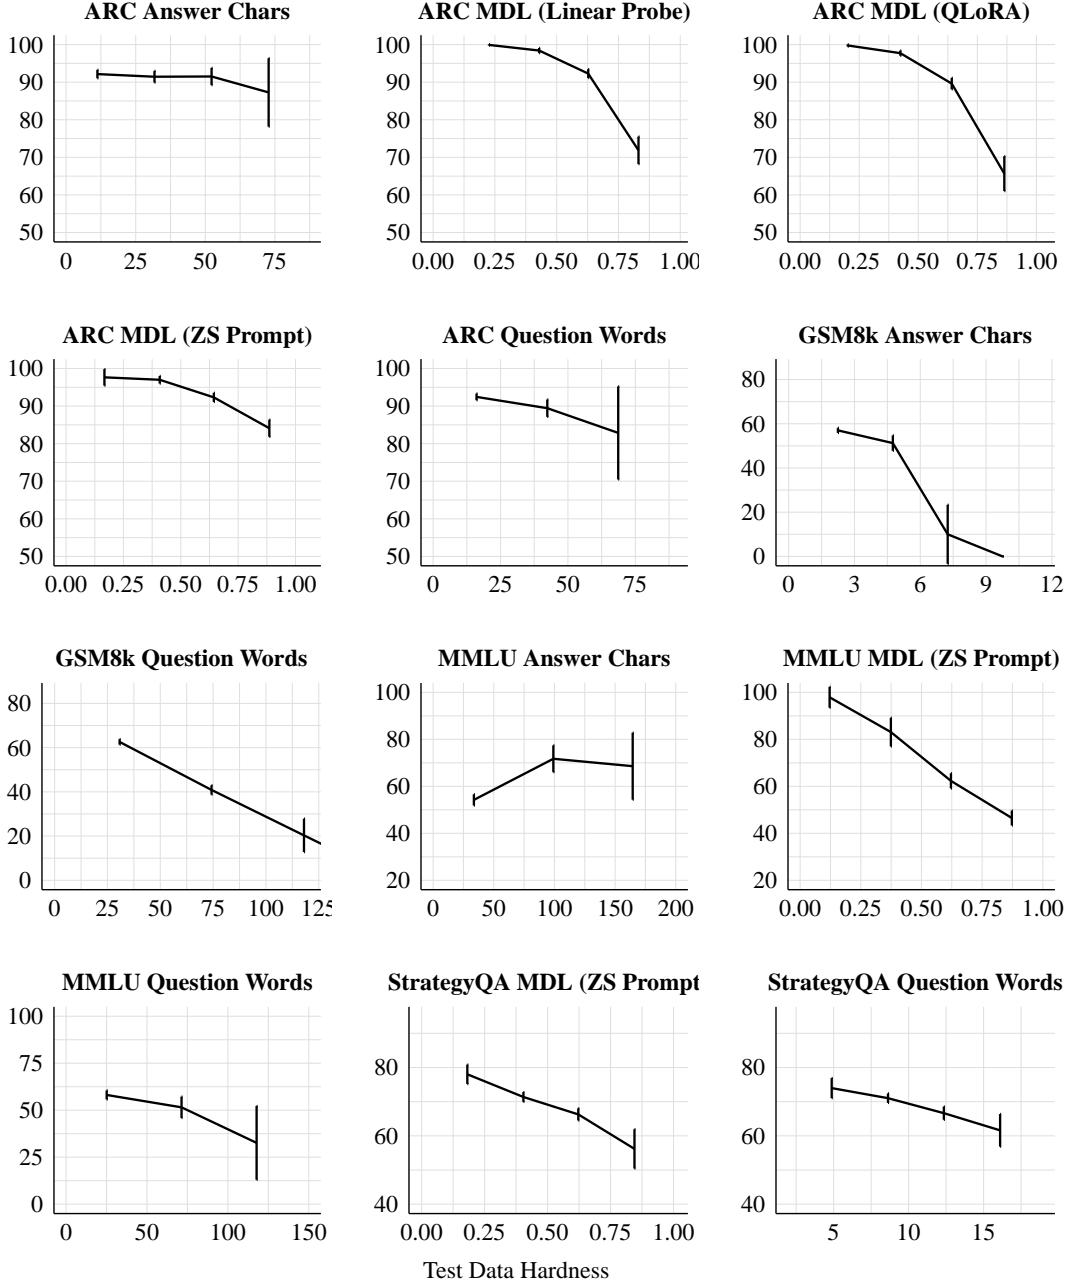 ARC Answer Chars
100
90
80
70
60
50
0 25 50 75
ARC MDL (Linear Probe)
100
90
80
70
60
50
0.00 0.25 0.50 0.75 1.00
ARC MDL (QLoRA)
100
90
80
70
60
50
0.00 0.25 0.50 0.75 1.00
ARC MDL (ZS Prompt)
100
90
80
70
60
50
0.00 0.25 0.50 0.75 1.00
ARC Question Words
100
90
80
70
60
50
0 25 50 75
GSM8k Answer Chars
80
60
40
20
0
0 3 6 9 12
GSM8k Question Words
80
60
40
20
0
0 25 50 75 100 125
MMLU Answer Chars
100
80
60
40
20
0 50 100 150 200
MMLU MDL (ZS Prompt)
100
80
60
40
20
0.00 0.25 0.50 0.75 1.00
MMLU Question Words
100
75
50
25
0
0 50 100 150
StrategyQA MDL (ZS Prompt
80
60
40
0.00 0.25 0.50 0.75 1.00
StrategyQA Question Words
80
60
40
5 10 15
Test Data Hardness